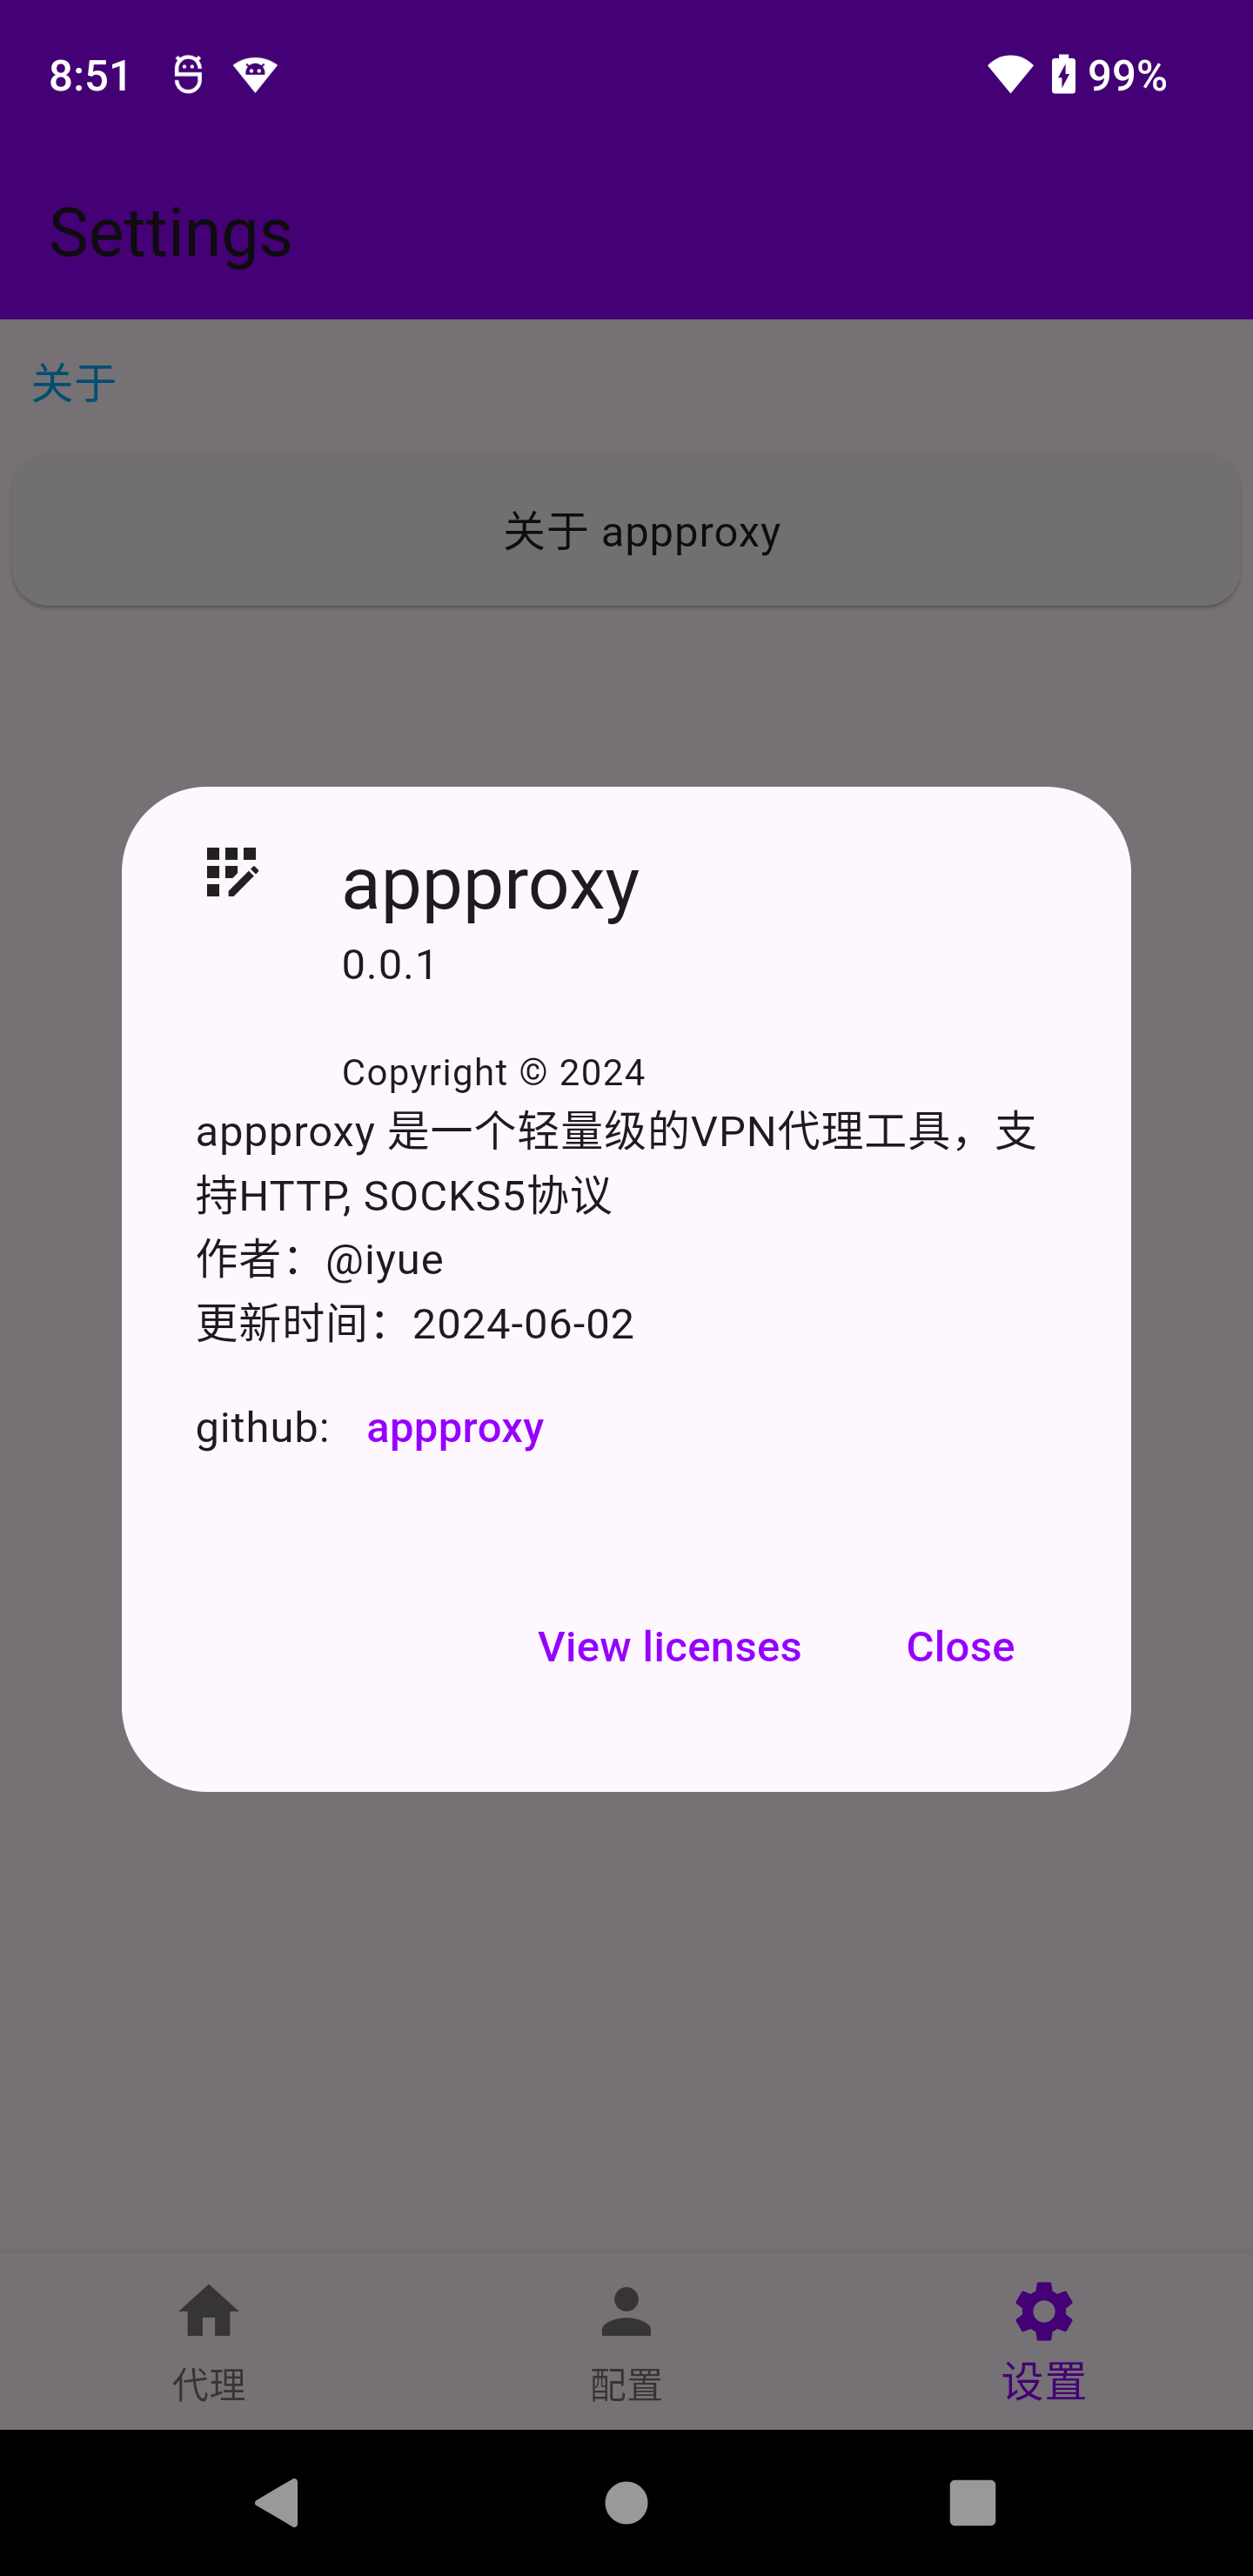 8:51
99%
Settings
关于
关于 appproxy
appproxy
0.0.1
Copyright © 2024
appproxy 是一个轻量级的VPN代理工具，支
持HTTP, SOCKS5协议
作者：@iyue
更新时间：2024-06-02
github: appproxy
View licenses Close
代理 配置 设置